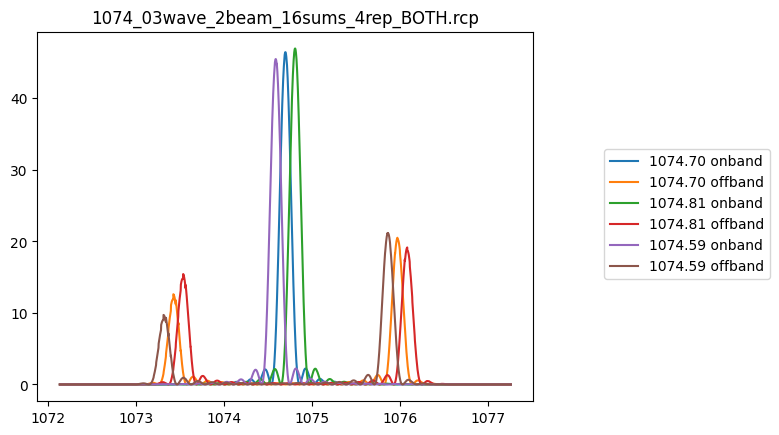 1074_03wave_2beam_16sums_4rep_BOTH.rcp
40
30
20
10
0
1072 1073 1074 1075 1076 1077
1074.70 onband
1074.70 offband
1074.81 onband
1074.81 offband
1074.59 onband
1074.59 offband